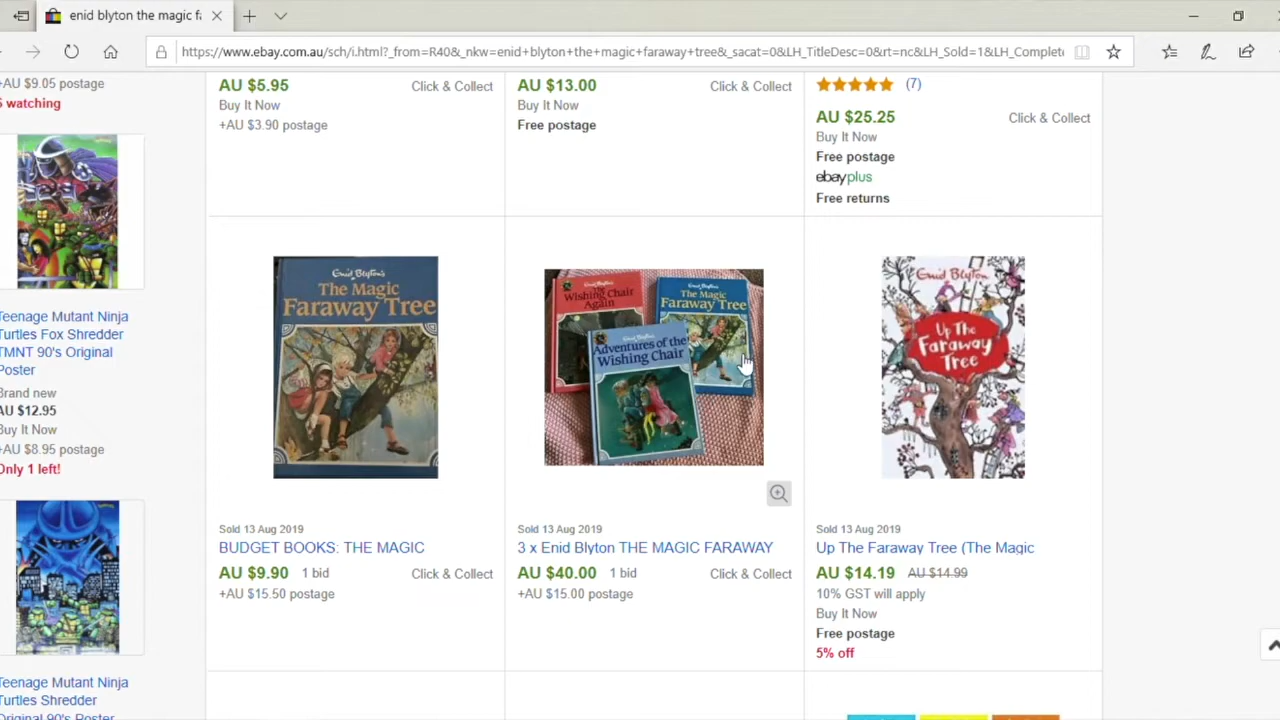 enid blyton the magic fa
https://www.ebay.com.au/sch/i.html?_from=R40&_nkw=enid+blyton+the+magic+faraway+tree&_sacat=0&LH_TitleDesc=0&rt=nc&LH_Sold=1&LH_Complete
+AU $9.05 postage
6 watching
Teenage Mutant Ninja
Turtles Fox Shredder
TMNT 90's Original
Poster
Brand new
AU $12.95
Buy It Now
+AU $8.95 postage
Only 1 left!
Teenage Mutant Ninja
Turtles Shredder
Original 90's Poster
AU $5.95
Click & Collect
Buy It Now
+AU $3.90 postage
AU $13.00
Click & Collect
Buy It Now
Free postage
(7)
AU $25.25
Click & Collect
Buy It Now
Free postage
ebayplus
Free returns
Enid Blyton's
The Magic
Faraway Tree
Sold 13 Aug 2019
BUDGET BOOKS: THE MAGIC
AU $9.90 1 bid
Click & Collect
+AU $15.50 postage
Wishing Chair
Again
Enid Blyton's
The Magic
Faraway Tree
Enid Blyton's
Adventures of the
Wishing Chair
Sold 13 Aug 2019
3 x Enid Blyton THE MAGIC FARAWAY
AU $40.00 1 bid
Click & Collect
+AU $15.00 postage
Enid Blyton
Up The
Faraway
Tree
Sold 13 Aug 2019
Up The Faraway Tree (The Magic
AU $14.19 AU $14.99
10% GST will apply
Buy It Now
Free postage
5% off